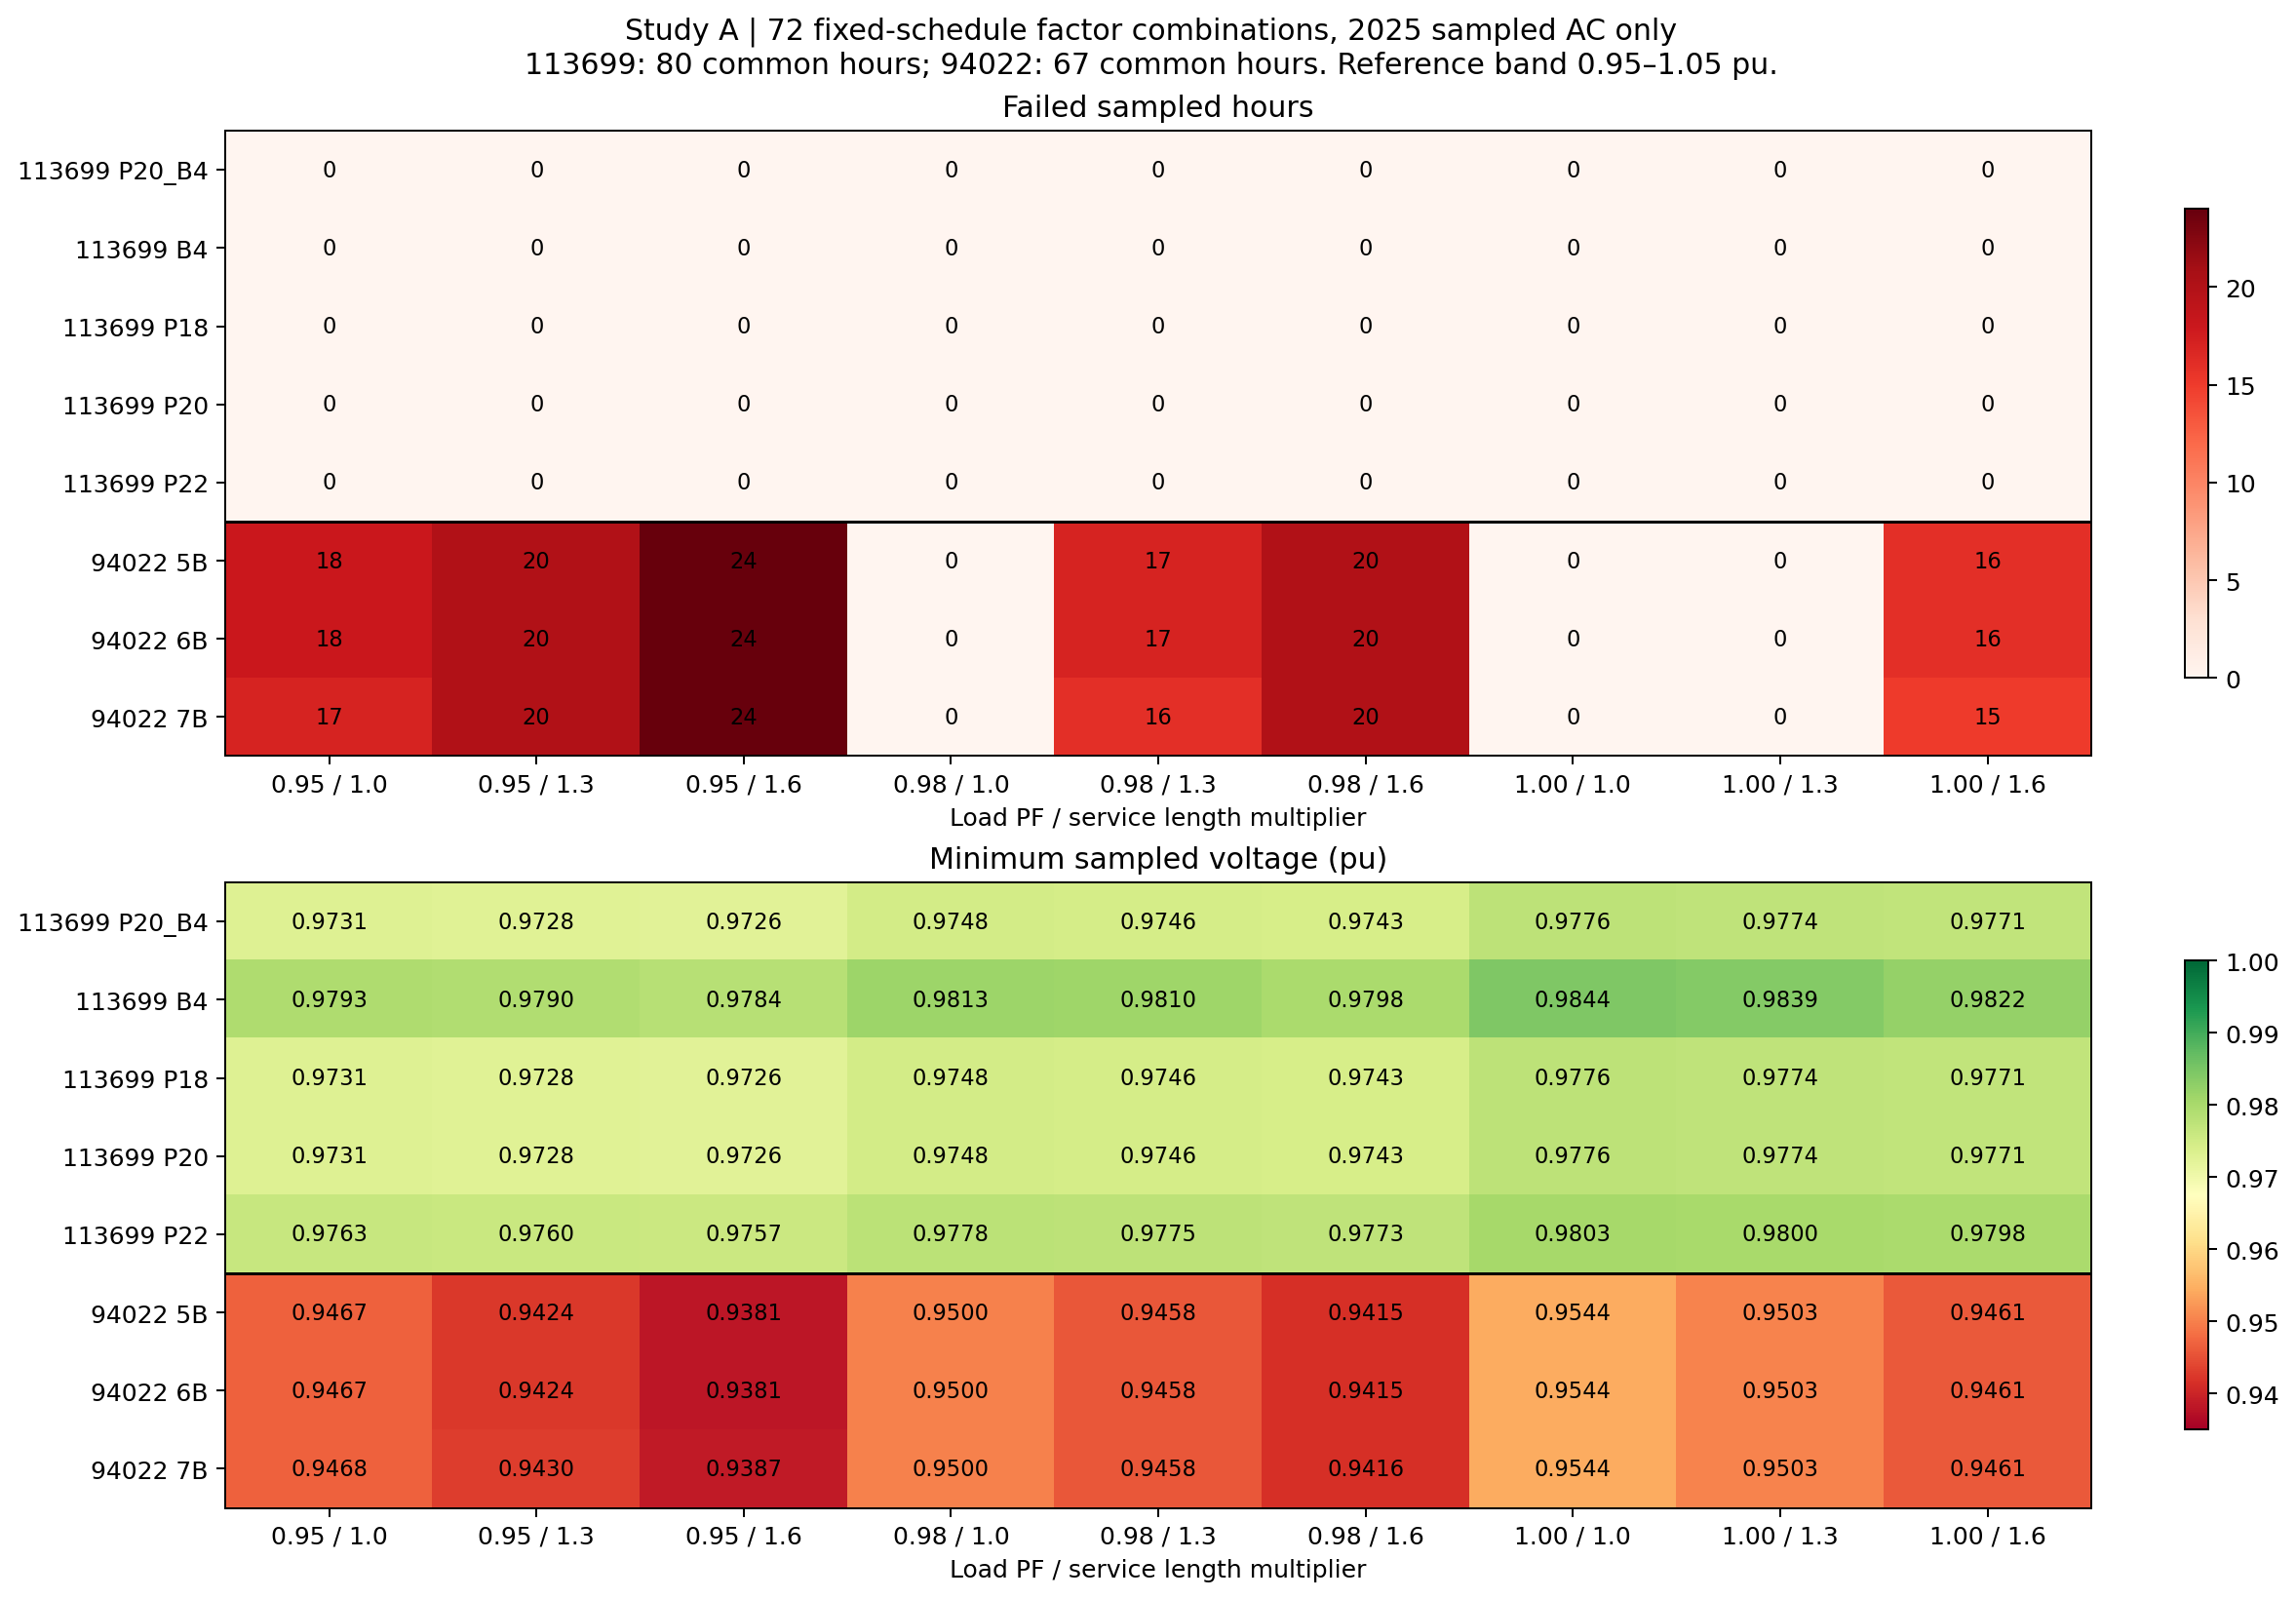 Study A | 72 fixed-schedule factor combinations, 2025 sampled AC only
113699: 80 common hours; 94022: 67 common hours. Reference band 0.95–1.05 pu.
Failed sampled hours
113699 P20_B4 0 0 0 0 0 0 0 0 0
113699 B4 0 0 0 0 0 0 0 0 0
113699 P18 0 0 0 0 0 0 0 0 0
113699 P20 0 0 0 0 0 0 0 0 0
113699 P22 0 0 0 0 0 0 0 0 0
94022 5B 18 20 24 0 17 20 0 0 16
94022 6B 18 20 24 0 17 20 0 0 16
94022 7B 17 20 24 0 16 20 0 0 15
0.95 / 1.0 0.95 / 1.3 0.95 / 1.6 0.98 / 1.0 0.98 / 1.3 0.98 / 1.6 1.00 / 1.0 1.00 / 1.3 1.00 / 1.6
Load PF / service length multiplier
20
15
10
5
0
Minimum sampled voltage (pu)
113699 P20_B4 0.9731 0.9728 0.9726 0.9748 0.9746 0.9743 0.9776 0.9774 0.9771
113699 B4 0.9793 0.9790 0.9784 0.9813 0.9810 0.9798 0.9844 0.9839 0.9822
113699 P18 0.9731 0.9728 0.9726 0.9748 0.9746 0.9743 0.9776 0.9774 0.9771
113699 P20 0.9731 0.9728 0.9726 0.9748 0.9746 0.9743 0.9776 0.9774 0.9771
113699 P22 0.9763 0.9760 0.9757 0.9778 0.9775 0.9773 0.9803 0.9800 0.9798
94022 5B 0.9467 0.9424 0.9381 0.9500 0.9458 0.9415 0.9544 0.9503 0.9461
94022 6B 0.9467 0.9424 0.9381 0.9500 0.9458 0.9415 0.9544 0.9503 0.9461
94022 7B 0.9468 0.9430 0.9387 0.9500 0.9458 0.9416 0.9544 0.9503 0.9461
0.95 / 1.0 0.95 / 1.3 0.95 / 1.6 0.98 / 1.0 0.98 / 1.3 0.98 / 1.6 1.00 / 1.0 1.00 / 1.3 1.00 / 1.6
Load PF / service length multiplier
1.00
0.99
0.98
0.97
0.96
0.95
0.94